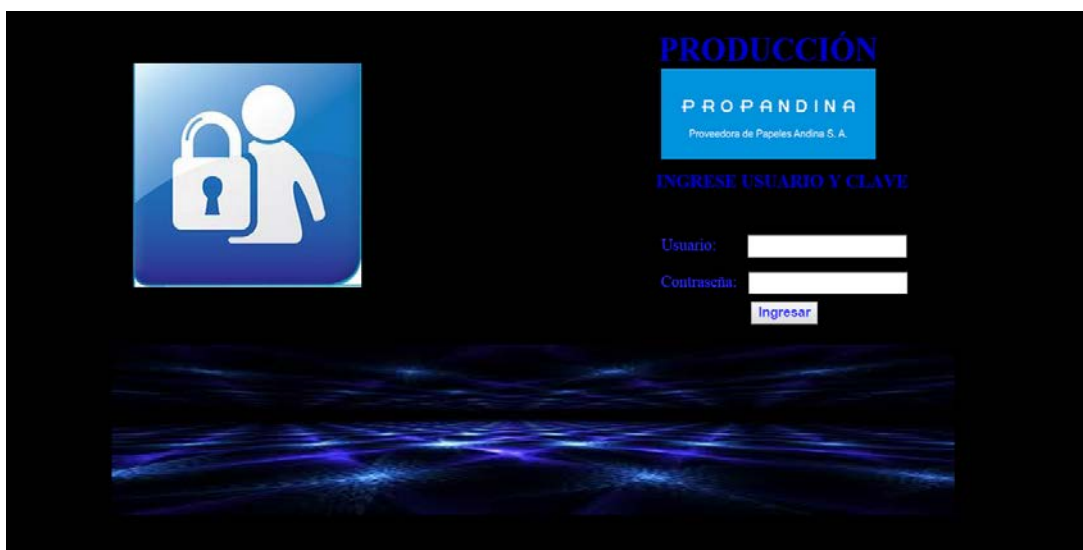 PRODUCCIÓN
PROPANDINA
Proveedora de Papeles Andina S. A.
INGRESE USUARIO Y CLAVE
Usuario:
Contraseña:
Ingresar